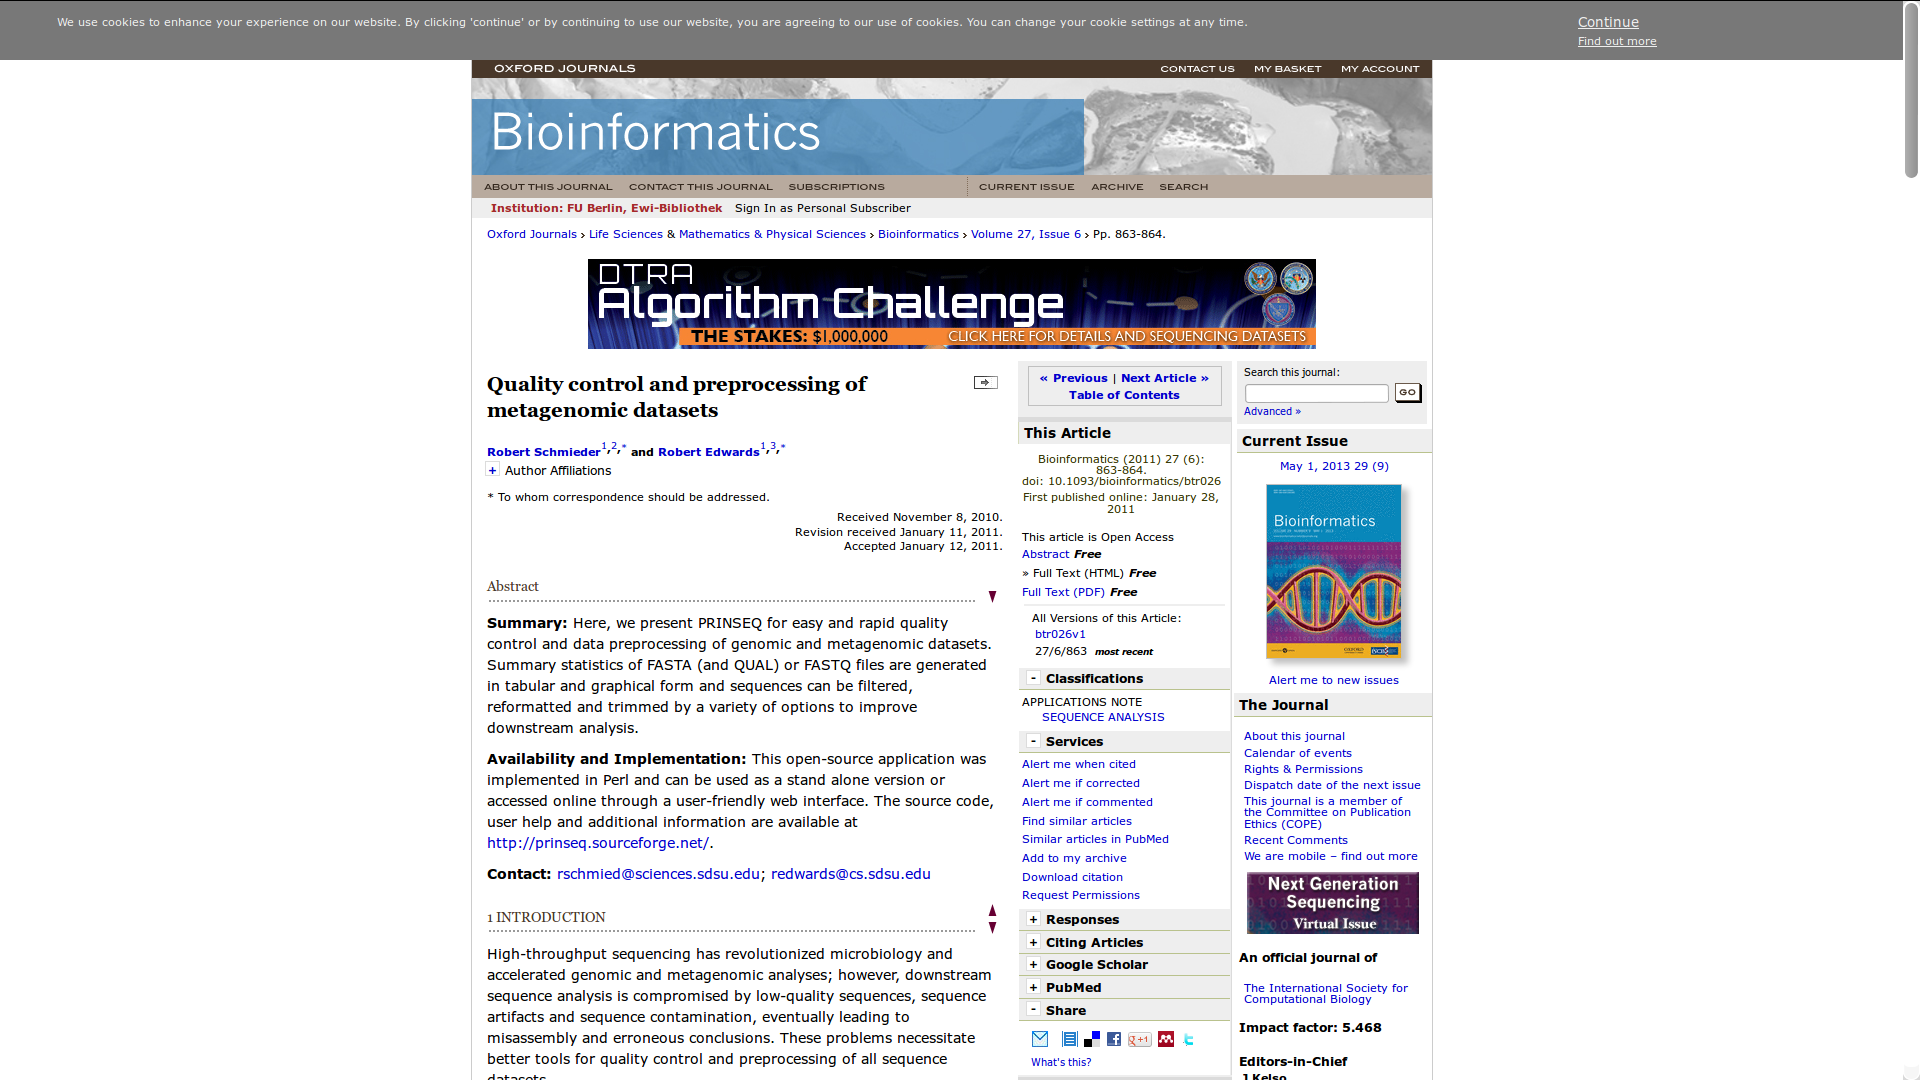 We use cookies to enhance your experience on our website. By clicking 'continue' or by continuing to use our website, you are agreeing to our use of cookies. You can change your cookie settings at any time.
Continue
Find out more
OXFORD JOURNALS
CONTACT US MY BASKET MY ACCOUNT
Bioinformatics
ABOUT THIS JOURNAL CONTACT THIS JOURNAL SUBSCRIPTIONS
CURRENT ISSUE ARCHIVE SEARCH
Institution: FU Berlin, Ewi-Bibliothek Sign In as Personal Subscriber
Oxford Journals › Life Sciences & Mathematics & Physical Sciences › Bioinformatics › Volume 27, Issue 6 › Pp. 863-864.
DTRA
Algorithm Challenge
THE STAKES: $1,000,000 CLICK HERE FOR DETAILS AND SEQUENCING DATASETS
Quality control and preprocessing of
metagenomic datasets
Robert Schmieder1,2,* and Robert Edwards1,3,*
+ Author Affiliations
* To whom correspondence should be addressed.
Received November 8, 2010.
Revision received January 11, 2011.
Accepted January 12, 2011.
Abstract
Summary: Here, we present PRINSEQ for easy and rapid quality
control and data preprocessing of genomic and metagenomic datasets.
Summary statistics of FASTA (and QUAL) or FASTQ files are generated
in tabular and graphical form and sequences can be filtered,
reformatted and trimmed by a variety of options to improve
downstream analysis.
Availability and Implementation: This open-source application was
implemented in Perl and can be used as a stand alone version or
accessed online through a user-friendly web interface. The source code,
user help and additional information are available at
http://prinseq.sourceforge.net/.
Contact: rschmied@sciences.sdsu.edu; redwards@cs.sdsu.edu
1 INTRODUCTION
High-throughput sequencing has revolutionized microbiology and
accelerated genomic and metagenomic analyses; however, downstream
sequence analysis is compromised by low-quality sequences, sequence
artifacts and sequence contamination, eventually leading to
misassembly and erroneous conclusions. These problems necessitate
better tools for quality control and preprocessing of all sequence
datasets.
« Previous | Next Article »
Table of Contents
This Article
Bioinformatics (2011) 27 (6):
863-864.
doi: 10.1093/bioinformatics/btr026
First published online: January 28,
2011
This article is Open Access
Abstract Free
» Full Text (HTML) Free
Full Text (PDF) Free
All Versions of this Article:
btr026v1
27/6/863 most recent
- Classifications
APPLICATIONS NOTE
SEQUENCE ANALYSIS
- Services
Alert me when cited
Alert me if corrected
Alert me if commented
Find similar articles
Similar articles in PubMed
Add to my archive
Download citation
Request Permissions
+ Responses
+ Citing Articles
+ Google Scholar
+ PubMed
- Share
+1
What's this?
Search this journal:
GO
Advanced »
Current Issue
May 1, 2013 29 (9)
Bioinformatics
Alert me to new issues
The Journal
About this journal
Calendar of events
Rights & Permissions
Dispatch date of the next issue
This journal is a member of
the Committee on Publication
Ethics (COPE)
Recent Comments
We are mobile – find out more
Next Generation
Sequencing
Virtual Issue
An official journal of
The International Society for
Computational Biology
Impact factor: 5.468
Editors-in-Chief
J Kelso